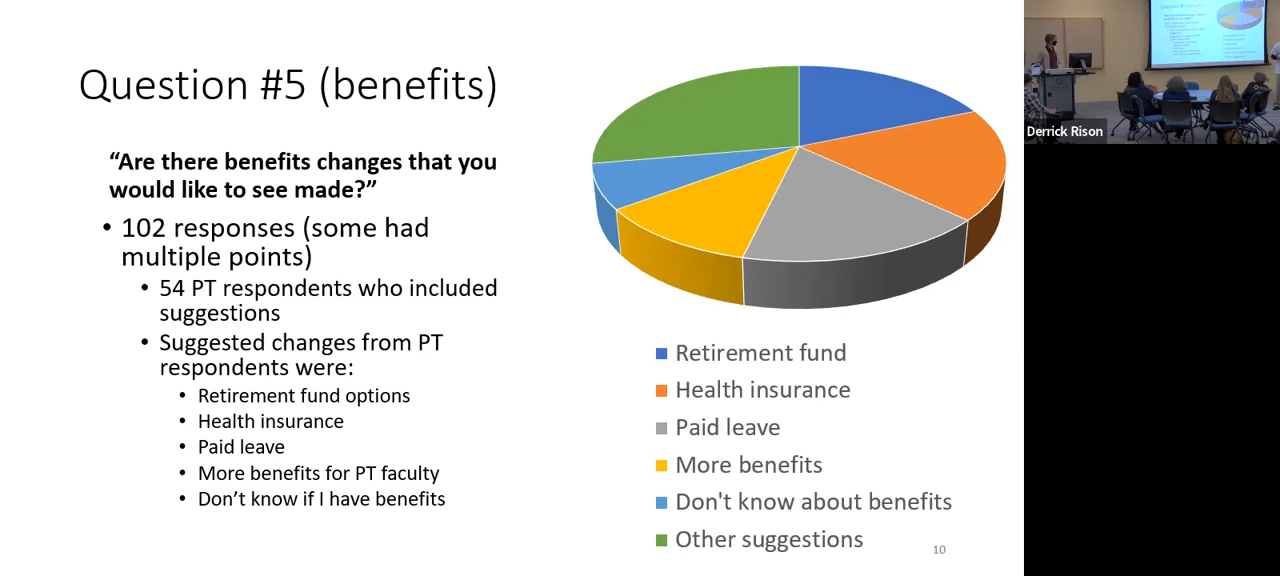 Question #5 (benefits)
“Are there benefits changes that you
would like to see made?”
• 102 responses (some had
multiple points)
• 54 PT respondents who included
suggestions
• Suggested changes from PT
respondents were:
• Retirement fund options
• Health insurance
• Paid leave
• More benefits for PT faculty
• Don’t know if I have benefits
Retirement fund
Health insurance
Paid leave
More benefits
Don't know about benefits
Other suggestions
10
Derrick Rison